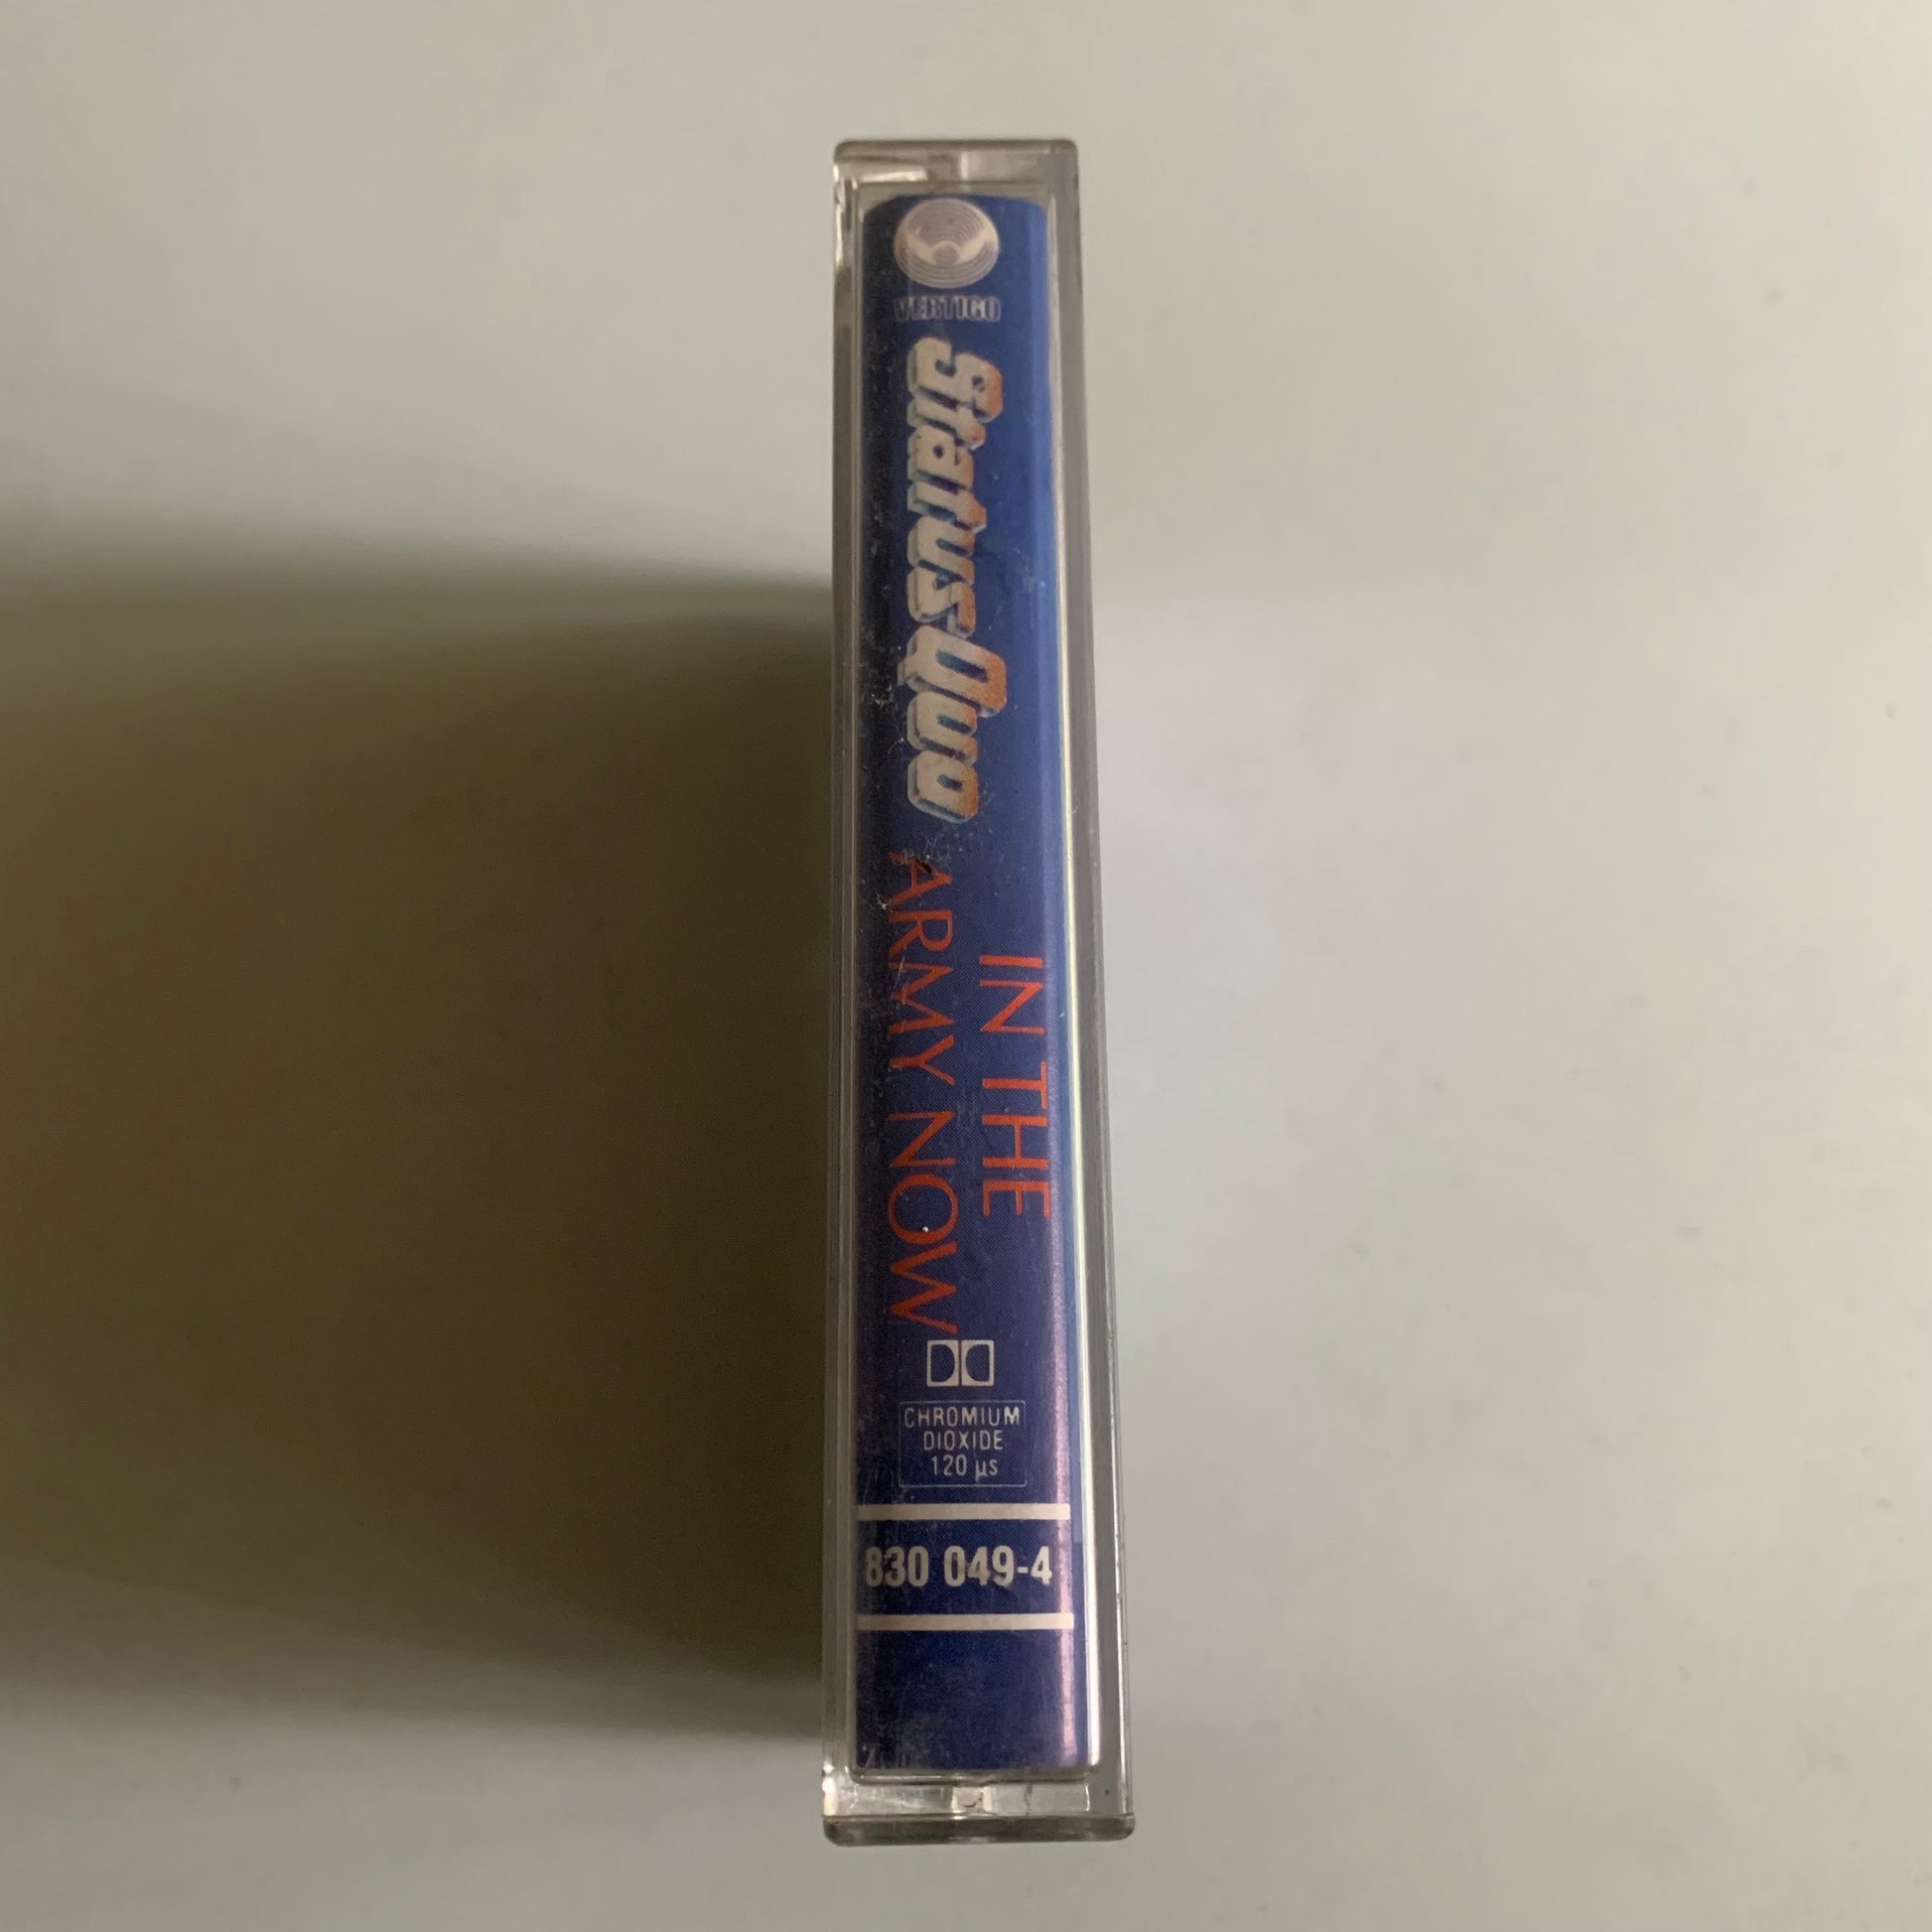 VERTIGO
Status Quo
IN THE
ARMY NOW
CHROMIUM
DIOXIDE
120 µs
830 049-4